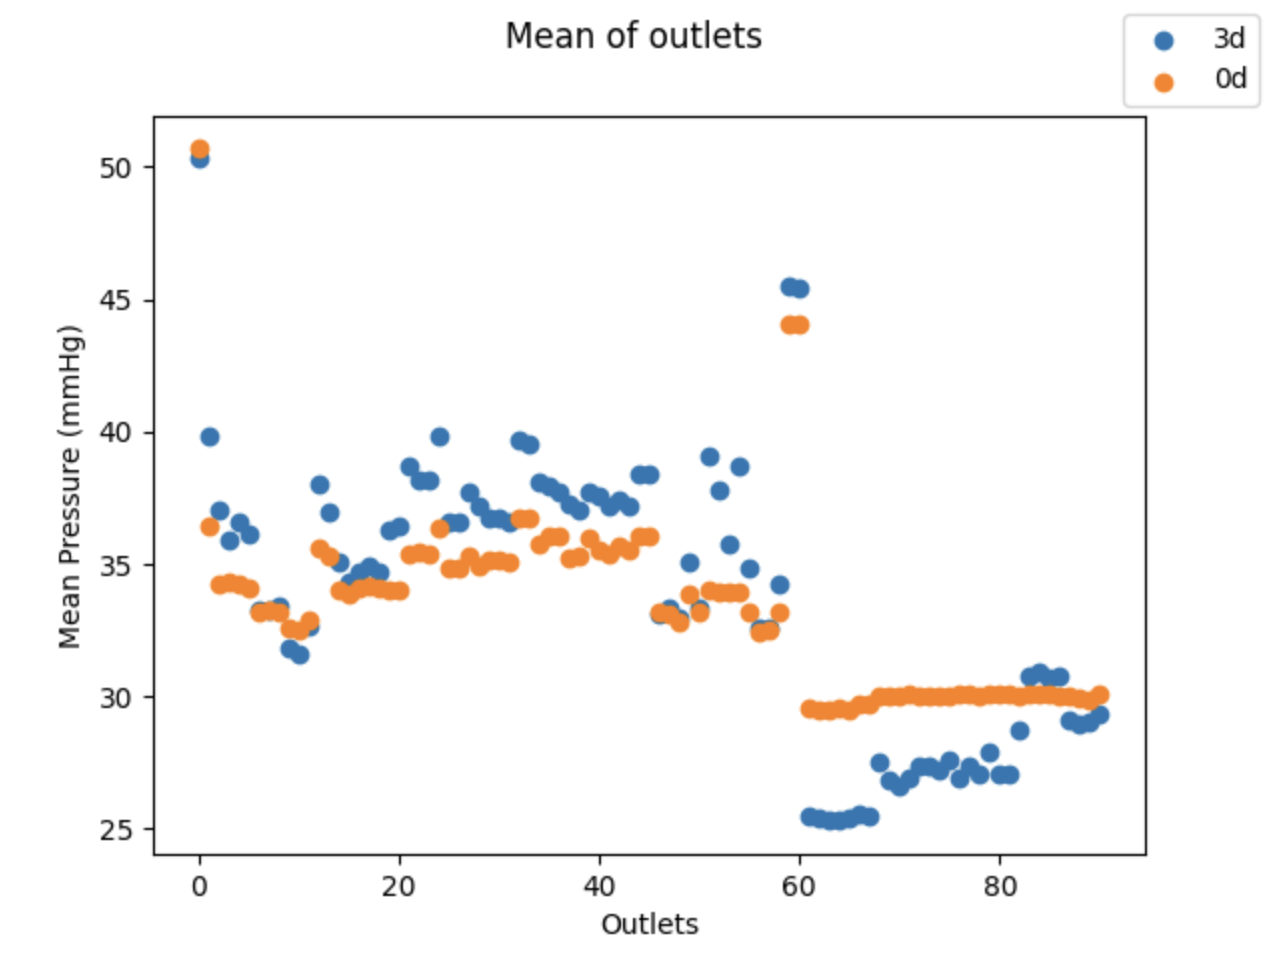 Mean of outlets
3d
0d
50
45
40
35
30
25
Mean Pressure (mmHg)
0 20 40 60 80
Outlets